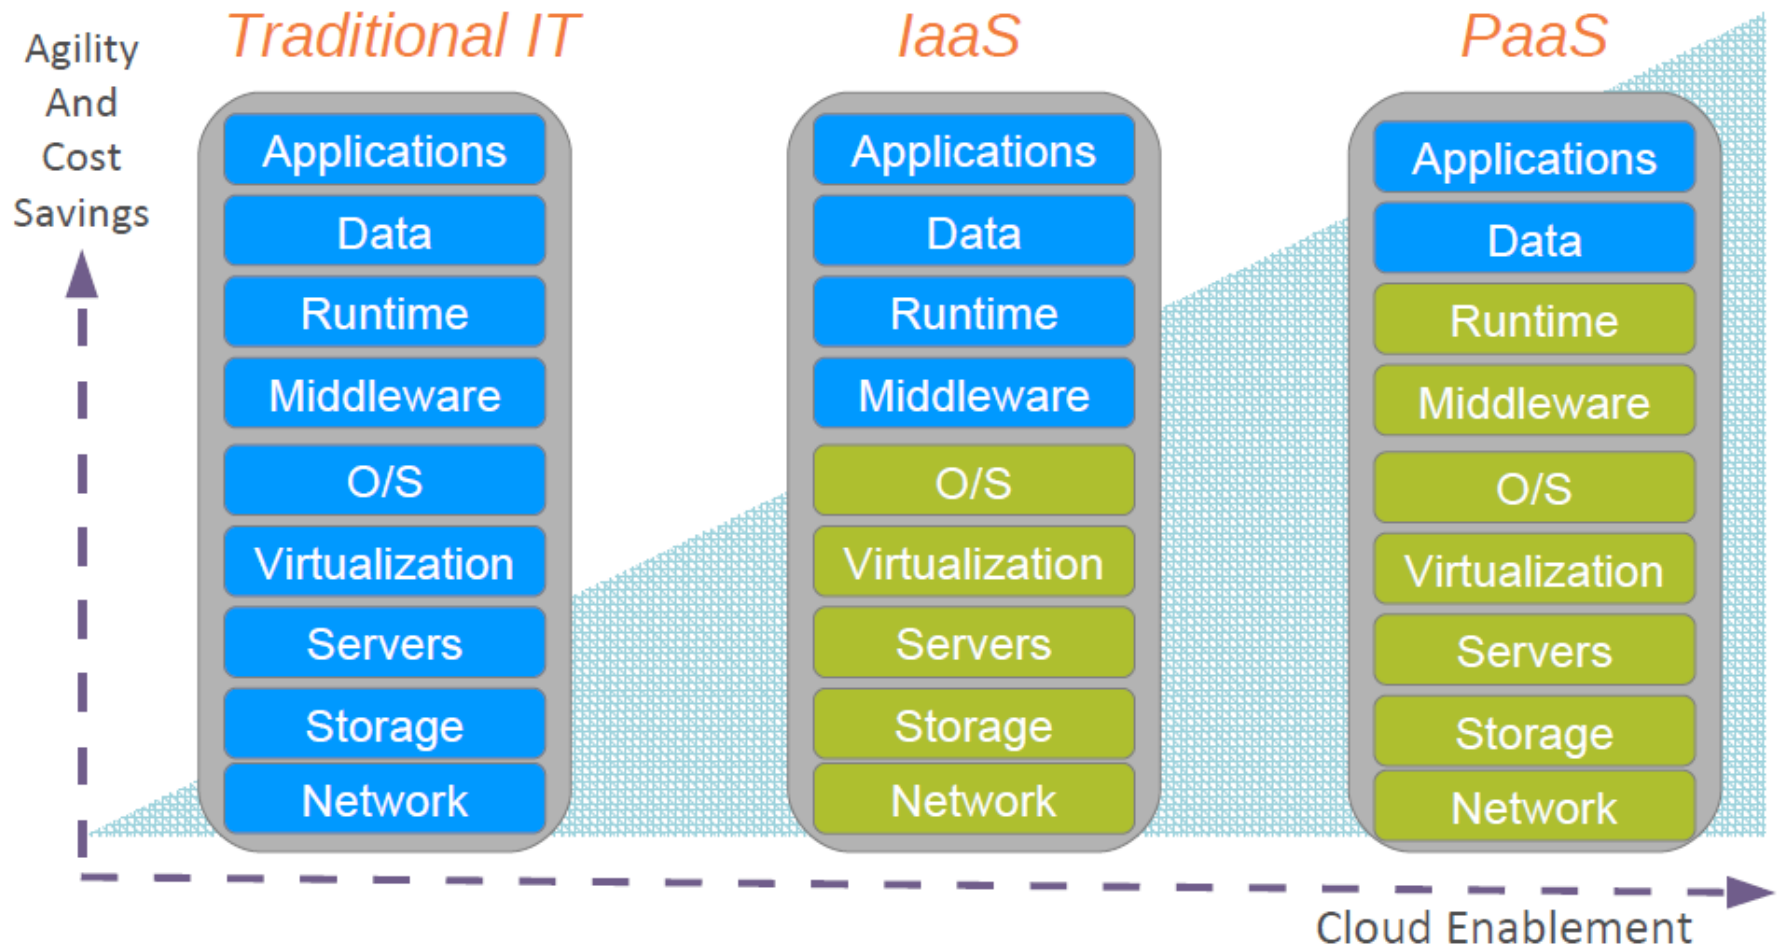 Agility
And
Cost
Savings
Traditional IT
Applications
Data
Runtime
Middleware
O/S
Virtualization
Servers
Storage
Network
IaaS
Applications
Data
Runtime
Middleware
O/S
Virtualization
Servers
Storage
Network
PaaS
Applications
Data
Runtime
Middleware
O/S
Virtualization
Servers
Storage
Network
Cloud Enablement